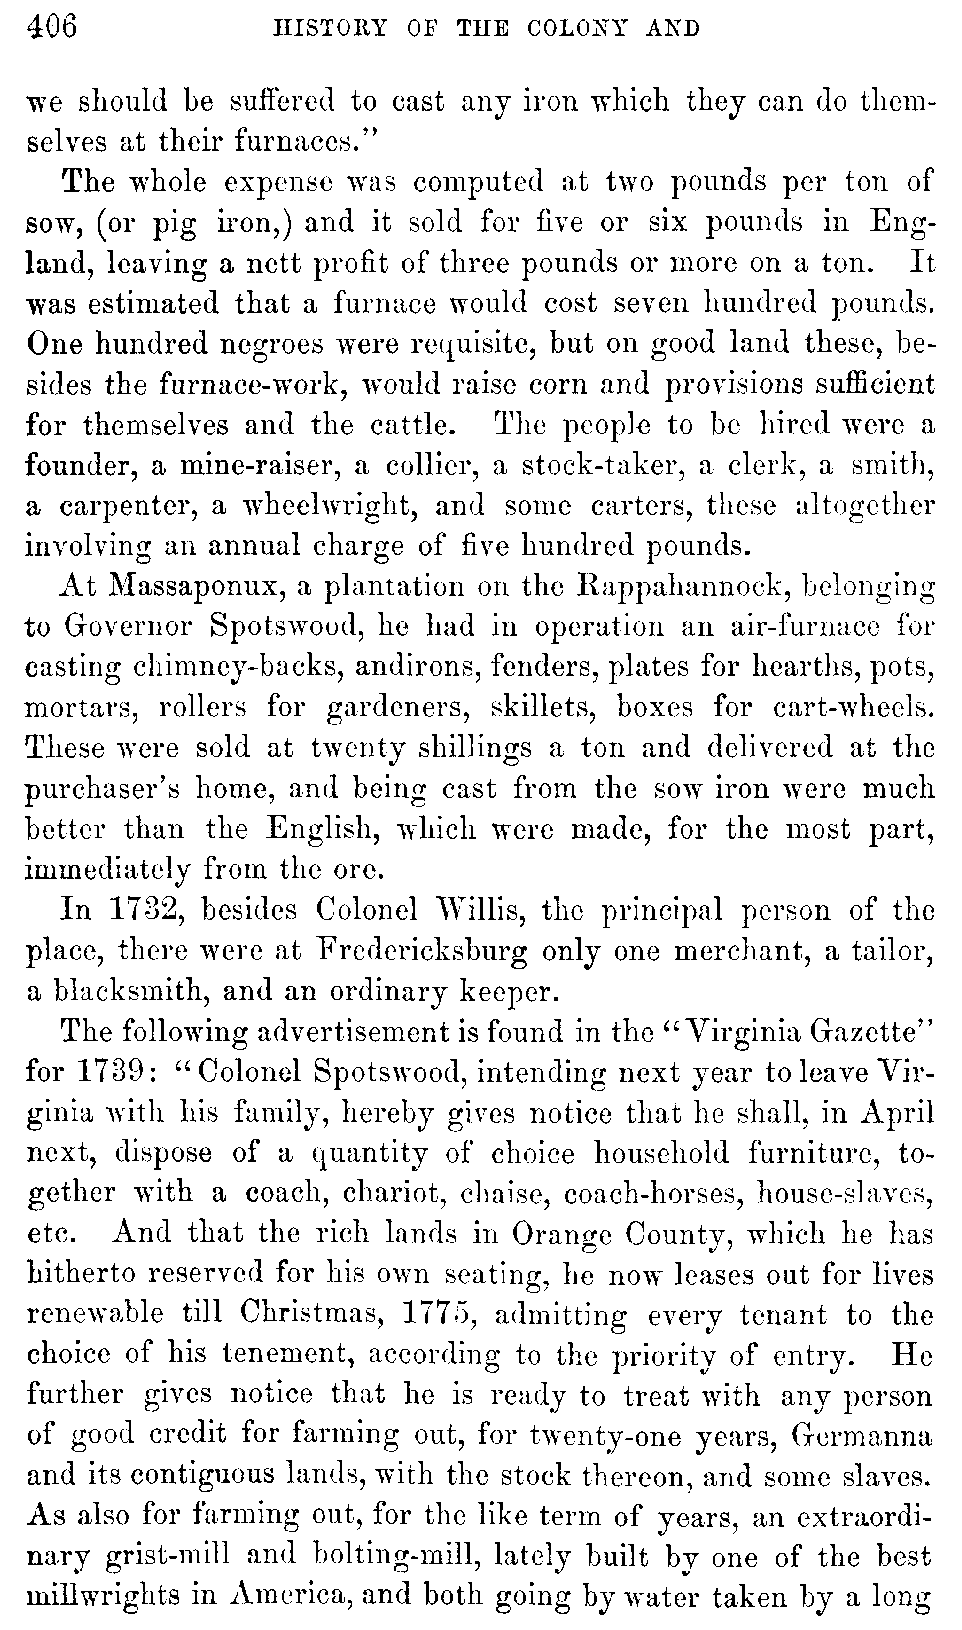 406 HISTORY OF THE COLONY AND
we should be suffered to cast any iron which they can do them-
selves at their furnaces."
The whole expense was computed at two pounds per ton of
sow, (or pig iron,) and it sold for five or six pounds in Eng-
land, leaving a nett profit of three pounds or more on a ton. It
was estimated that a furnace would cost seven hundred pounds.
One hundred negroes were requisite, but on good land these, be-
sides the furnace-work, would raise corn and provisions sufficient
for themselves and the cattle. The people to be hired were a
founder, a mine-raiser, a collier, a stock-taker, a clerk, a smith,
a carpenter, a wheelwright, and some carters, these altogether
involving an annual charge of five hundred pounds.
At Massaponux, a plantation on the Rappahannock, belonging
to Governor Spotswood, he had in operation an air-furnace for
casting chimney-backs, andirons, fenders, plates for hearths, pots,
mortars, rollers for gardeners, skillets, boxes for cart-wheels.
These were sold at twenty shillings a ton and delivered at the
purchaser's home, and being cast from the sow iron were much
better than the English, which were made, for the most part,
immediately from the ore.
In 1732, besides Colonel Willis, the principal person of the
place, there were at Fredericksburg only one merchant, a tailor,
a blacksmith, and an ordinary keeper.
The following advertisement is found in the "Virginia Gazette"
for 1739: "Colonel Spotswood, intending next year to leave Vir-
ginia with his family, hereby gives notice that he shall, in April
next, dispose of a quantity of choice household furniture, to-
gether with a coach, chariot, chaise, coach-horses, house-slaves,
etc. And that the rich lands in Orange County, which he has
hitherto reserved for his own seating, he now leases out for lives
renewable till Christmas, 1775, admitting every tenant to the
choice of his tenement, according to the priority of entry. He
further gives notice that he is ready to treat with any person
of good credit for farming out, for twenty-one years, Germanna
and its contiguous lands, with the stock thereon, and some slaves.
As also for farming out, for the like term of years, an extraordi-
nary grist-mill and bolting-mill, lately built by one of the best
millwrights in America, and both going by water taken by a long